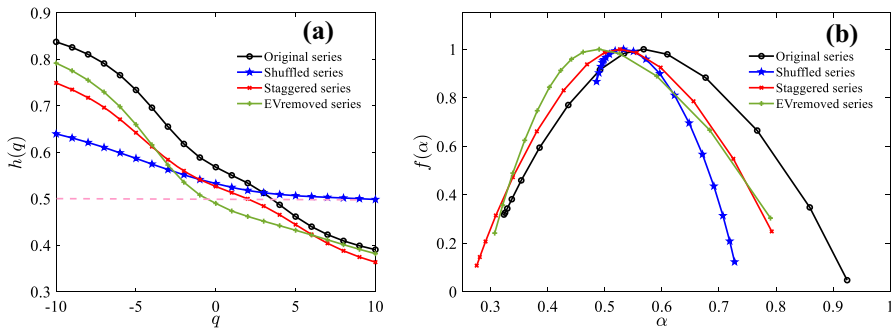 (a)
Original series
Shuffled series
Staggered series
EVremoved series
0.9
0.8
0.7
0.6
0.5
0.4
0.3
-10
-5
0
5
10
h(q)
q
(b)
Original series
Shuffled series
Staggered series
EVremoved series
1
0.8
0.6
0.4
0.2
0
0.3
0.4
0.5
0.6
0.7
0.8
0.9
1
f(α)
α